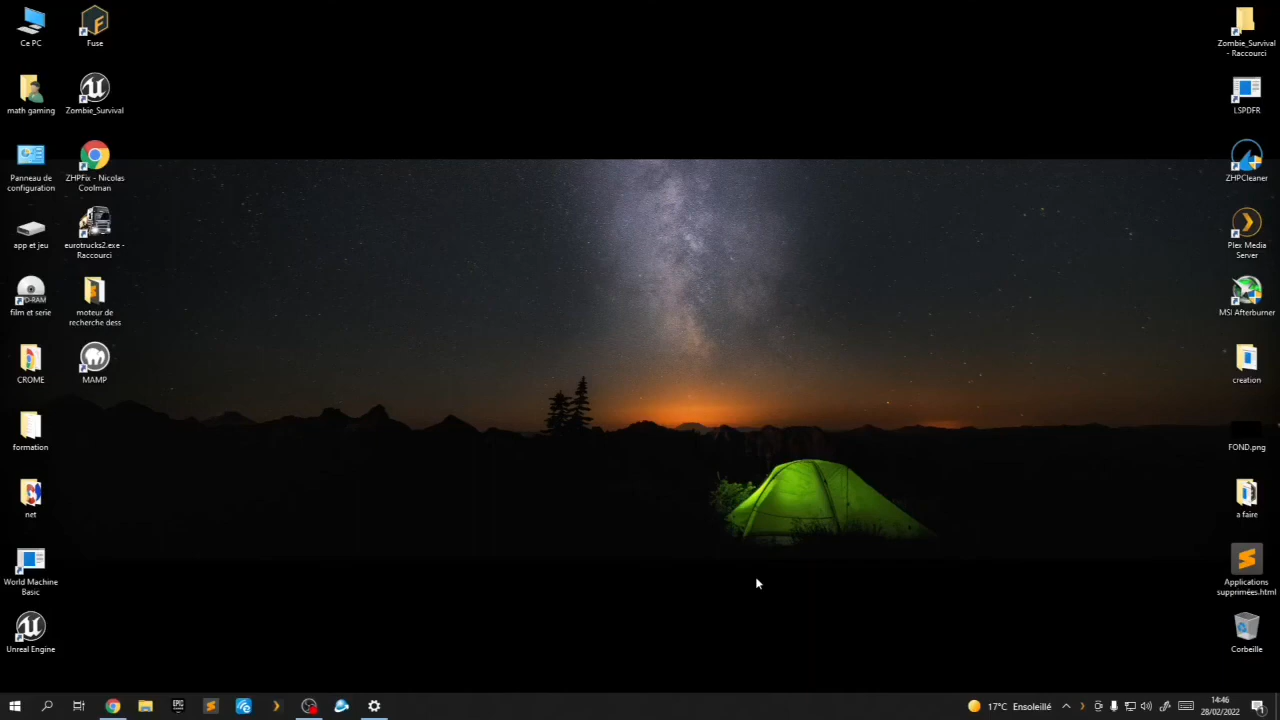 Ce PC
Fuse
math gaming
Zombie_Survival
Panneau de
configuration
ZHPFix - Nicolas
Coolman
app et jeu
eurotrucks2.exe -
Raccourci
film et serie
moteur de
recherche dess
CROME
MAMP
formation
net
World Machine
Basic
Unreal Engine
Zombie_Survival
- Raccourci
LSPDFR
ZHPCleaner
Plex Media
Server
MSI Afterburner
creation
FOND.png
a faire
Applications
supprimées.html
Corbeille
EPIC
17°C Ensoleillé
14:46
28/02/2022
1